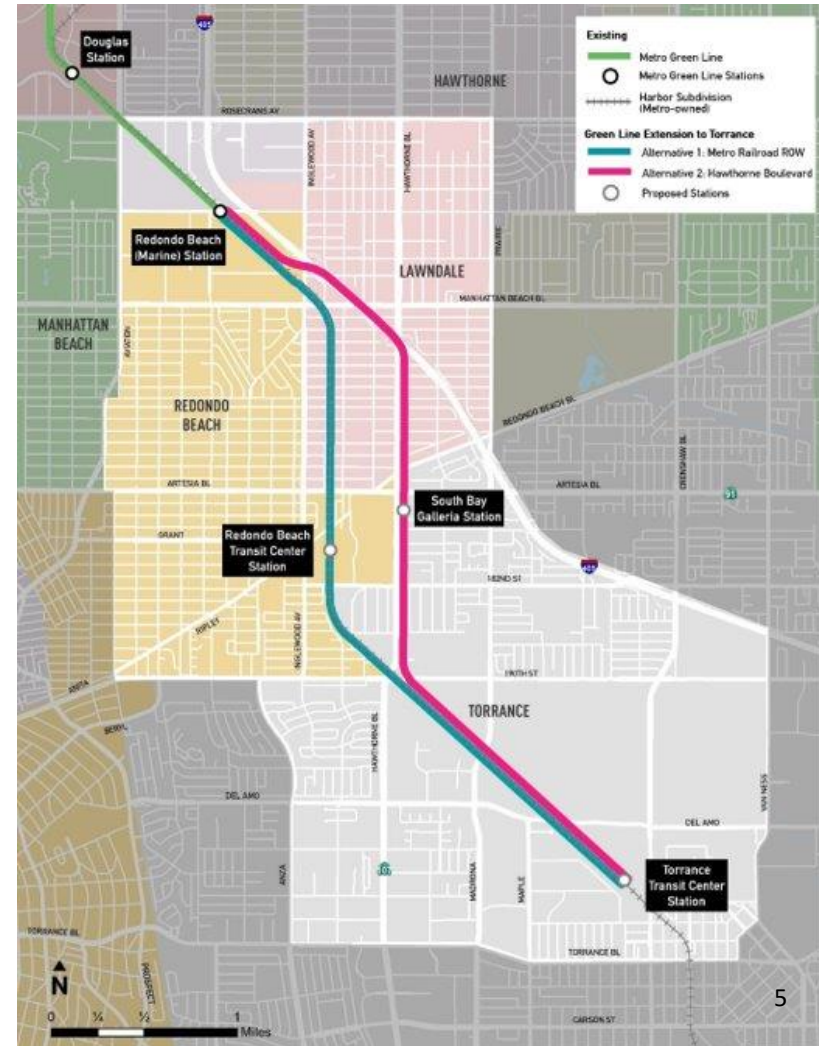 Douglas
Station
405
Existing
Metro Green Line
Metro Green Line Stations
Harbor Subdivision
(Metro-owned)
Green Line Extension to Torrance
Alternative 1: Metro Railroad ROW
Alternative 2: Hawthorne Boulevard
Proposed Stations
HAWTHORNE
ROSECRANS AV
INGLEWOOD AV
HAWTHORNE BL
PRAIRIE
Redondo Beach
(Marine) Station
LAWNDALE
MANHATTAN BEACH BL
MANHATTAN
BEACH
AVIATION
REDONDO
BEACH
REDONDO BEACH BL
CRENSHAW BL
ARTESIA BL
ARTESIA BL
91
South Bay
Galleria Station
GRANT
Redondo Beach
Transit Center
Station
405
182ND ST
RIPLEY
INGLEWOOD AV
190TH ST
ANITA
BERYL
TORRANCE
HAWTHORNE BL
DEL AMO
DEL AMO
VAN NESS
ANZA
107
MADRONA
MAPLE
Torrance
Transit Center
Station
TORRANCE BL
TORRANCE BL
PROSPECT
N
0
¼
½
1
Miles
CARSON ST
5